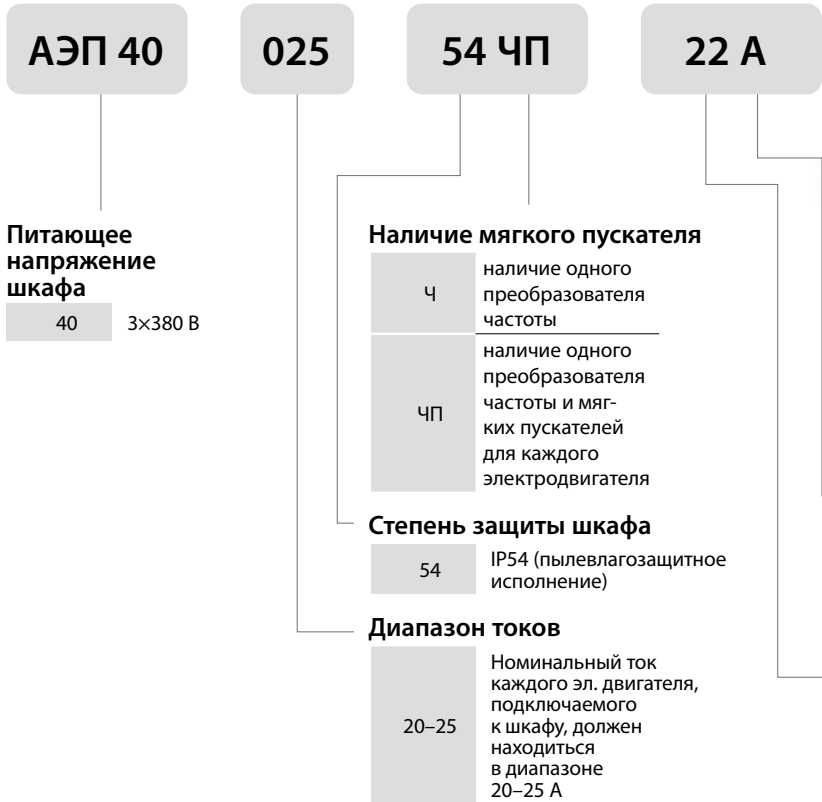 АЭП 40
025
54 ЧП
22 А
Питающее
напряжение
шкафа
40
3×380 В
Наличие мягкого пускателя
Ч
наличие одного
преобразователя
частоты
ЧП
наличие одного
преобразователя
частоты и мяг-
ких пускателей
для каждого
электродвигателя
Степень защиты шкафа
54
IP54 (пылевлагозащитное
исполнение)
Диапазон токов
20–25
Номинальный ток
каждого эл. двигателя,
подключаемого
к шкафу, должен
находиться
в диапазоне
20–25 А